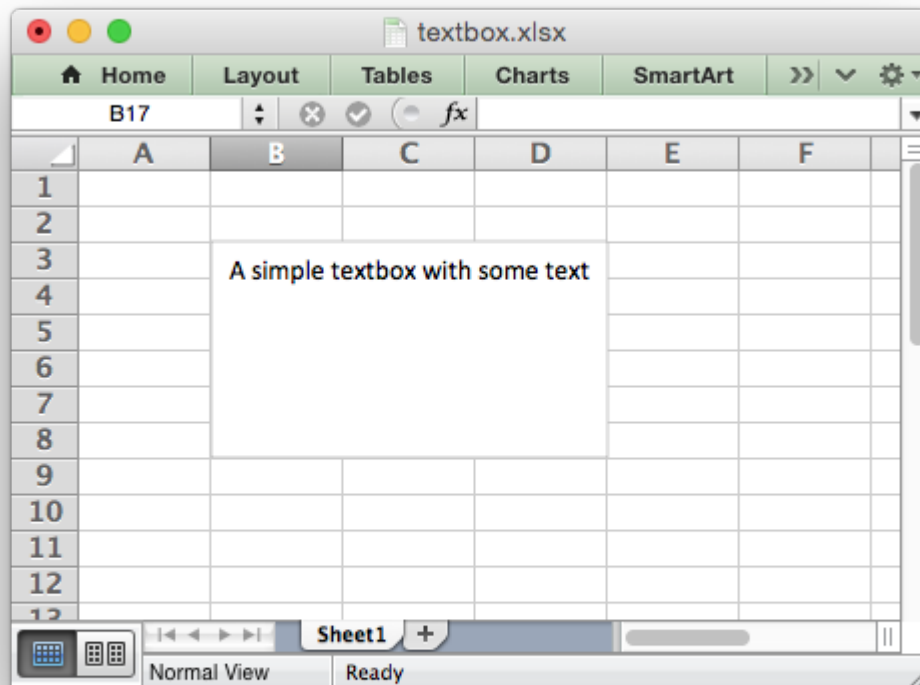 textbox.xlsx
Home Layout Tables Charts SmartArt
B17 fx
A B C D E F
1
2
3
A simple textbox with some text
4
5
6
7
8
9
10
11
12
13
Sheet1 +
Normal View Ready